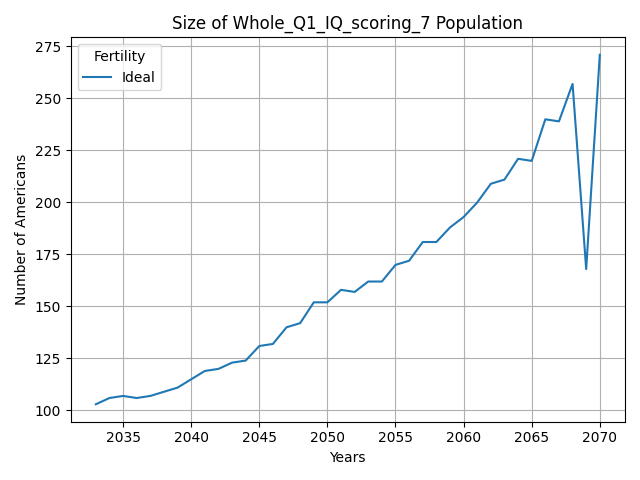 Size of Whole_Q1_IQ_scoring_7 Population
Fertility
Ideal
Number of Americans
275
250
225
200
175
150
125
100
2035 2040 2045 2050 2055 2060 2065 2070
Years